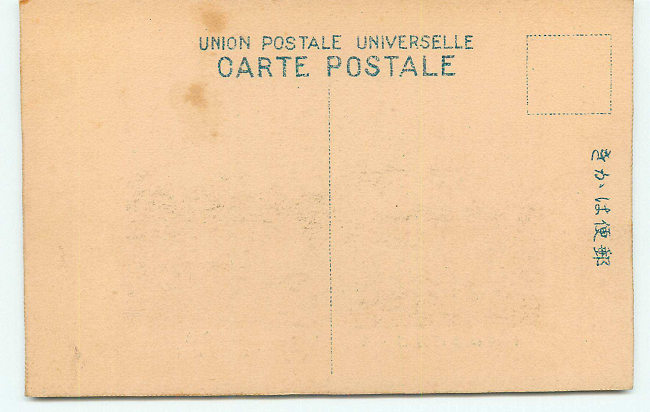 UNION POSTALE UNIVERSELLE
CARTE POSTALE
郵便はかき